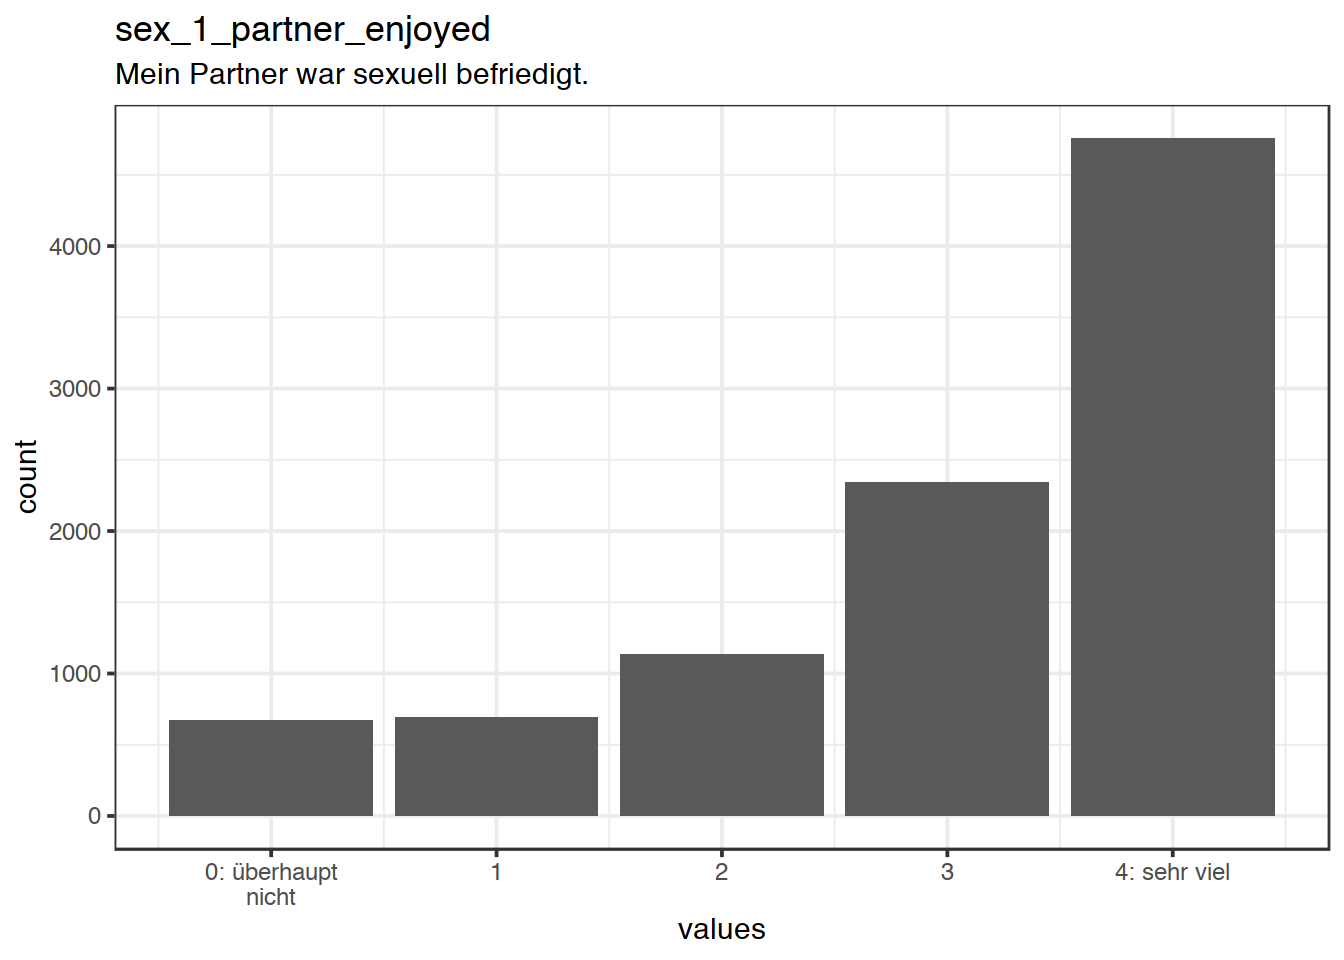 sex_1_partner_enjoyed
Mein Partner war sexuell befriedigt.
count
4000
3000
2000
1000
0
0: überhaupt
nicht
1
2
3
4: sehr viel
values